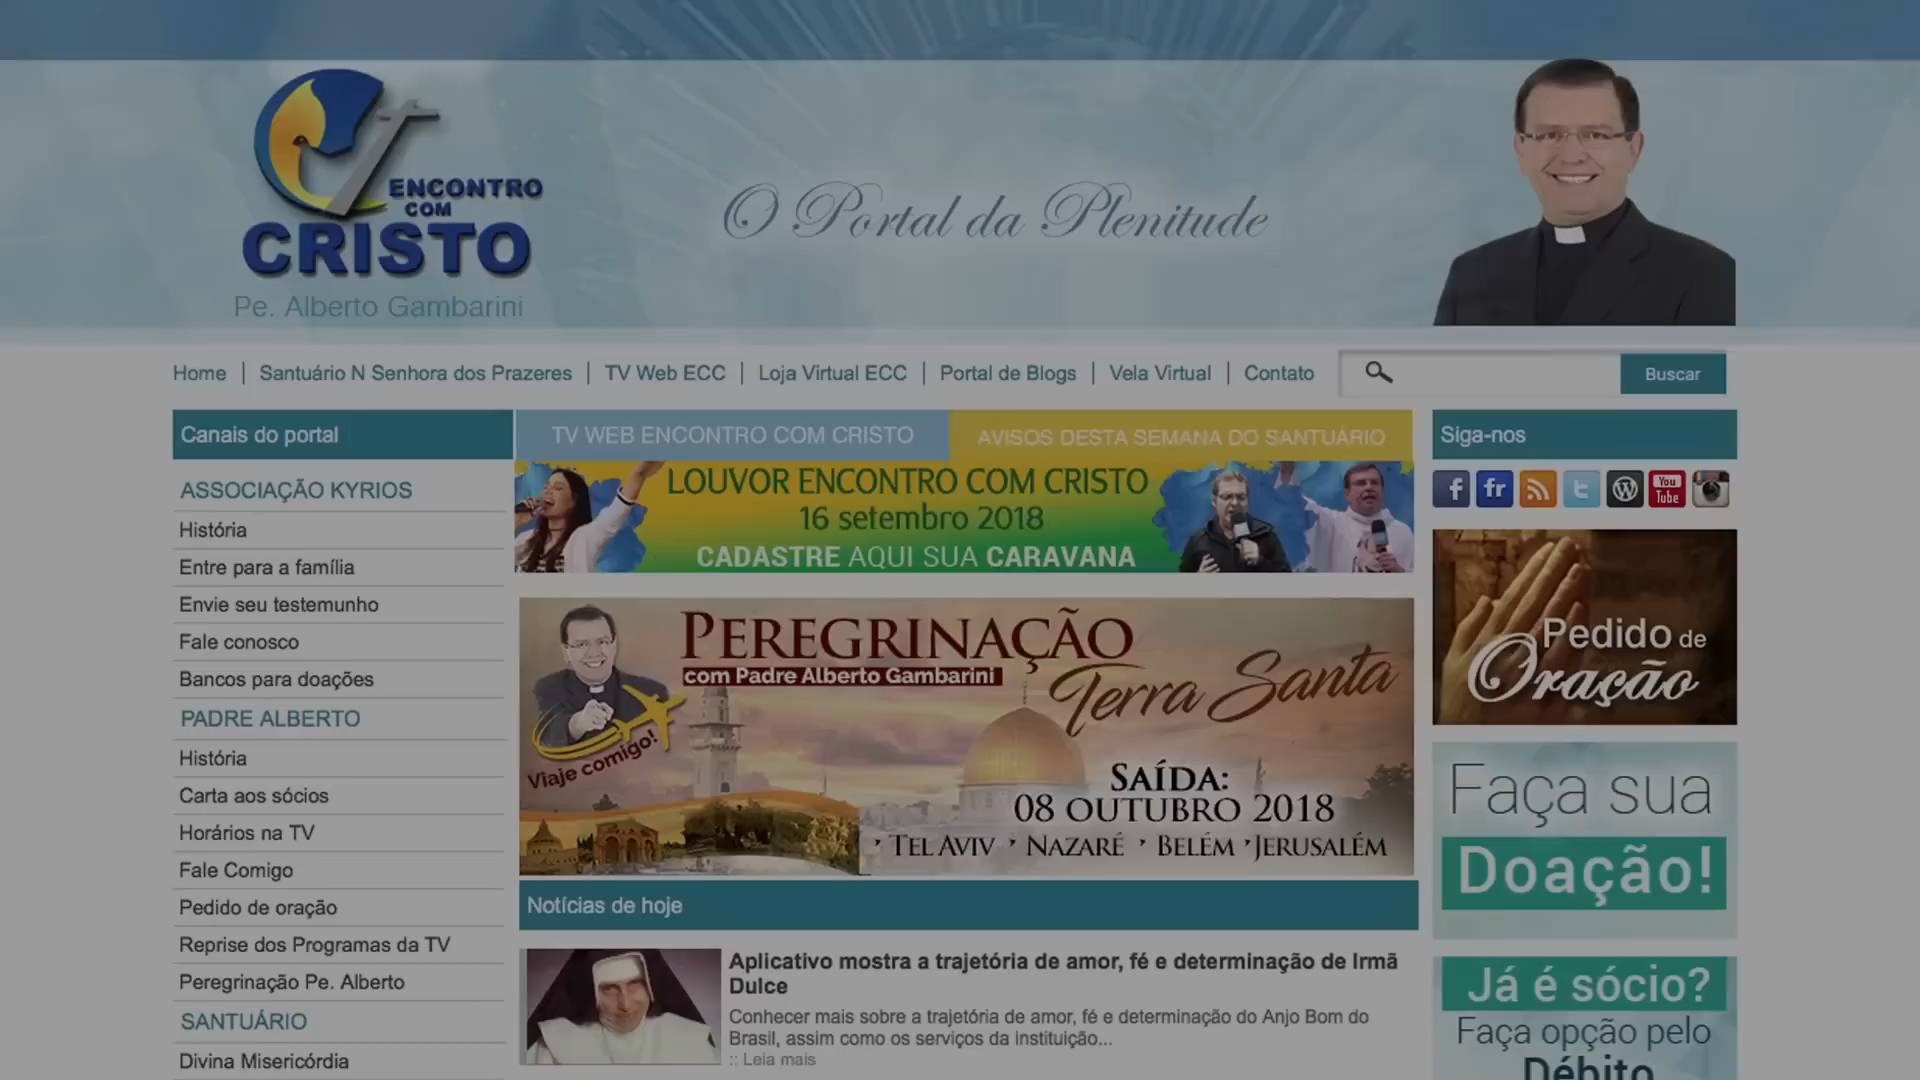 ENCONTRO
COM
CRISTO
Pe. Alberto Gambarini
O Portal da Plenitude
Home | Santuário N Senhora dos Prazeres | TV Web ECC | Loja Virtual ECC | Portal de Blogs | Vela Virtual | Contato
Buscar
Canais do portal
ASSOCIAÇÃO KYRIOS
História
Entre para a família
Envie seu testemunho
Fale conosco
Bancos para doações
PADRE ALBERTO
História
Carta aos sócios
Horários na TV
Fale Comigo
Pedido de oração
Reprise dos Programas da TV
Peregrinação Pe. Alberto
SANTUÁRIO
Divina Misericórdia
TV WEB ENCONTRO COM CRISTO
AVISOS DESTA SEMANA DO SANTUÁRIO
LOUVOR ENCONTRO COM CRISTO
16 setembro 2018
CADASTRE AQUI SUA CARAVANA
PEREGRINAÇÃO
com Padre Alberto Gambarini
Terra Santa
Viaje comigo!
SAÍDA:
08 OUTUBRO 2018
TEL AVIV • NAZARÉ • BELÉM • JERUSALÉM
Notícias de hoje
Aplicativo mostra a trajetória de amor, fé e determinação de Irmã
Dulce
Conhecer mais sobre a trajetória de amor, fé e determinação do Anjo Bom do
Brasil, assim como os serviços da instituição...
:: Leia mais
Siga-nos
You
Tube
Pedido de
Oração
Faça sua
Doação!
Já é sócio?
Faça opção pelo
Débito